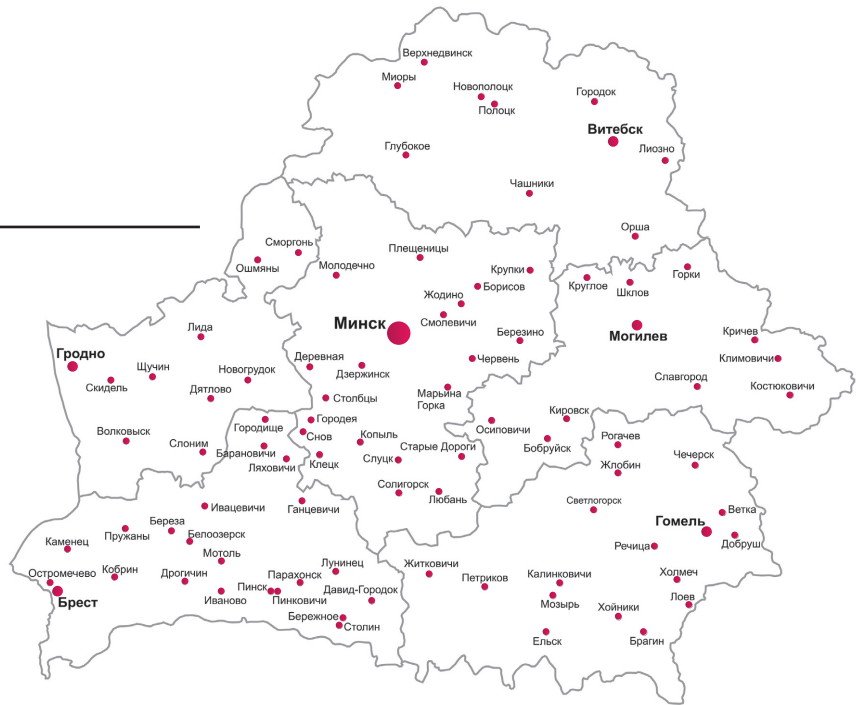 Верхнедвинск
Миоры
Новополоцк
Полоцк
Городок
Витебск
Глубокое
Лиозно
Чашники
Орша
Сморгонь
Ошмяны
Плещеницы
Молодечно
Крупки
Борисов
Жодино
Смолевичи
Минск
Березино
Червень
Деревная
Дзержинск
Столбцы
Марьина
Горка
Круглое
Шклов
Горки
Могилев
Кричев
Климовичи
Славгород
Костюковичи
Лида
Гродно
Щучин
Новогрудок
Скидель
Дятлово
Волковыск
Слоним
Городище
Барановичи
Ляховичи
Городея
Снов
Клецк
Копыль
Слуцк
Старые Дороги
Солигорск
Любань
Осиповичи
Кировск
Бобруйск
Рогачев
Жлобин
Чечерск
Светлогорск
Ветка
Гомель
Добруш
Речица
Холмеч
Лоев
Ивацевичи
Ганцевичи
Береза
Пружаны
Белоозерск
Каменец
Мотоль
Остромечево
Кобрин
Дрогичин
Брест
Иваново
Пинск
Пинковичи
Парахонск
Лунинец
Давид-Городок
Бережное
Столин
Житковичи
Петриков
Калинковичи
Мозырь
Хойники
Ельск
Брагин